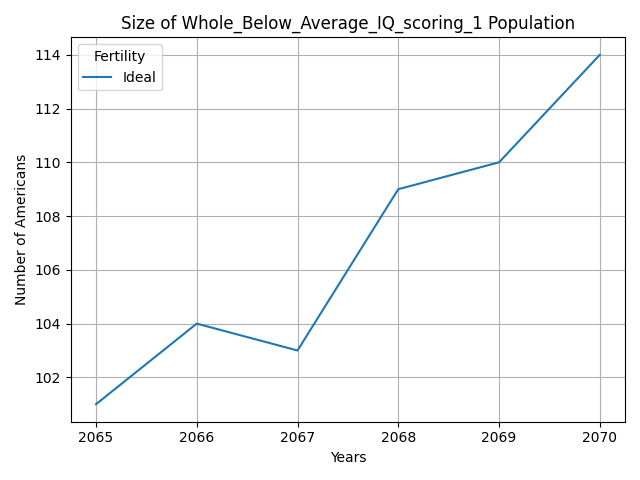 Size of Whole_Below_Average_IQ_scoring_1 Population
Fertility
Ideal
Number of Americans
114
112
110
108
106
104
102
2065 2066 2067 2068 2069 2070
Years